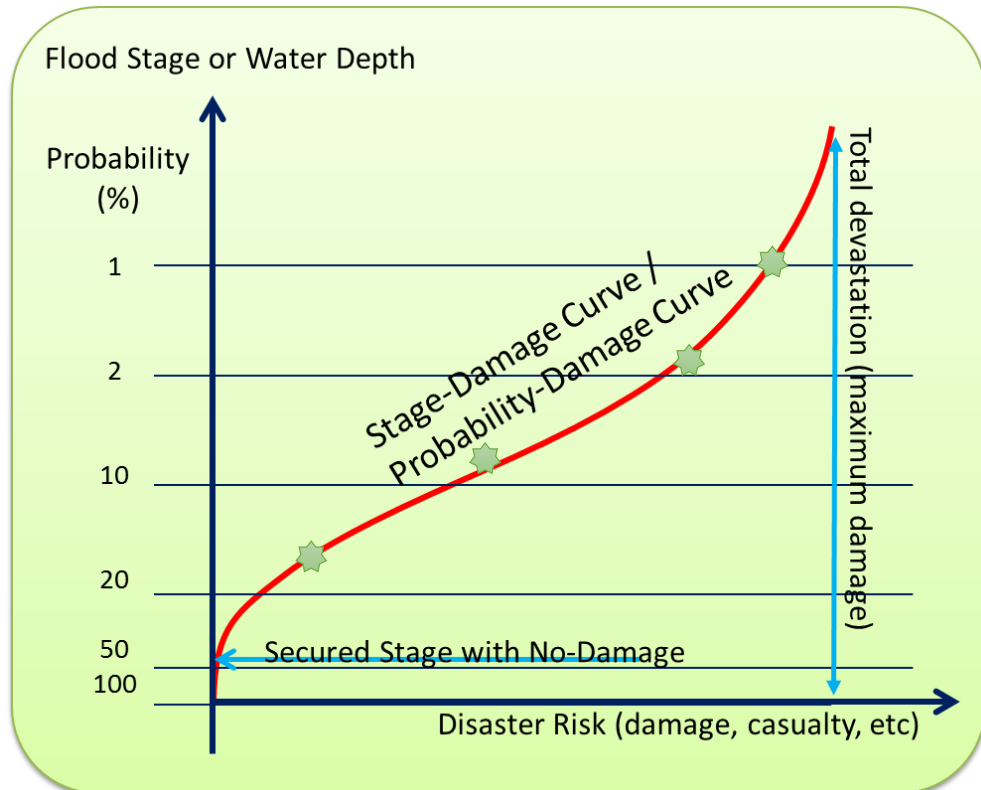 Flood Stage or Water Depth
Probability
(%)
1
2
10
20
50
100
Stage-Damage Curve /
Probability-Damage Curve
Total devastation (maximum damage)
Secured Stage with No-Damage
Disaster Risk (damage, casualty, etc)